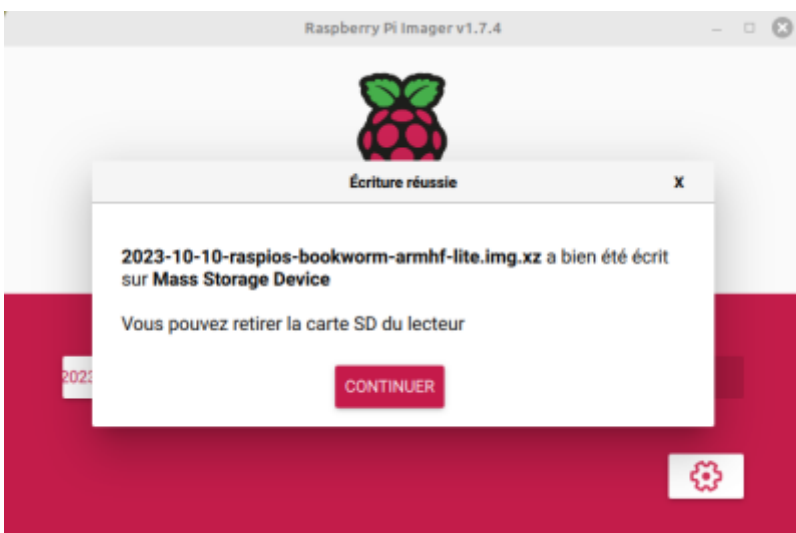 Raspberry Pi Imager v1.7.4
Écriture réussie
X
2023-10-10-raspios-bookworm-armhf-lite.img.xz a bien été écrit
sur Mass Storage Device
Vous pouvez retirer la carte SD du lecteur
2023
CONTINUER